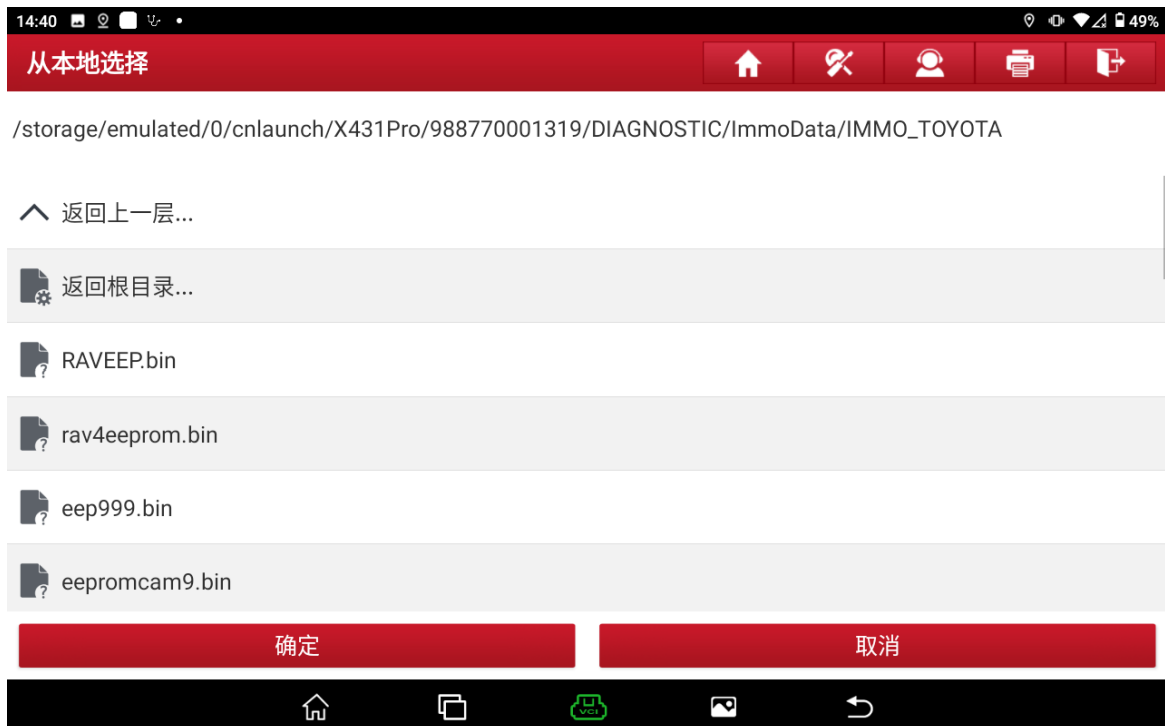 14:40
49%
从本地选择
/storage/emulated/0/cnlaunch/X431Pro/988770001319/DIAGNOSTIC/ImmoData/IMMO_TOYOTA
返回上一层...
返回根目录...
RAVEEP.bin
rav4eeprom.bin
eep999.bin
eepromcam9.bin
确定
取消
VCI